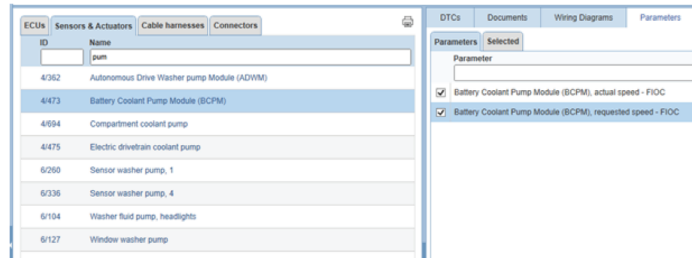 ECUs Sensors & Actuators Cable harnesses Connectors
ID Name
pum
4/362 Autonomous Drive Washer pump Module (ADWM)
4/473 Battery Coolant Pump Module (BCPM)
4/694 Compartment coolant pump
4/475 Electric drivetrain coolant pump
6/260 Sensor washer pump, 1
6/336 Sensor washer pump, 4
6/104 Washer fluid pump, headlights
6/127 Window washer pump
DTCs Documents Wiring Diagrams Parameters
Parameters Selected
Parameter
Battery Coolant Pump Module (BCPM), actual speed - FIOC
Battery Coolant Pump Module (BCPM), requested speed - FIOC